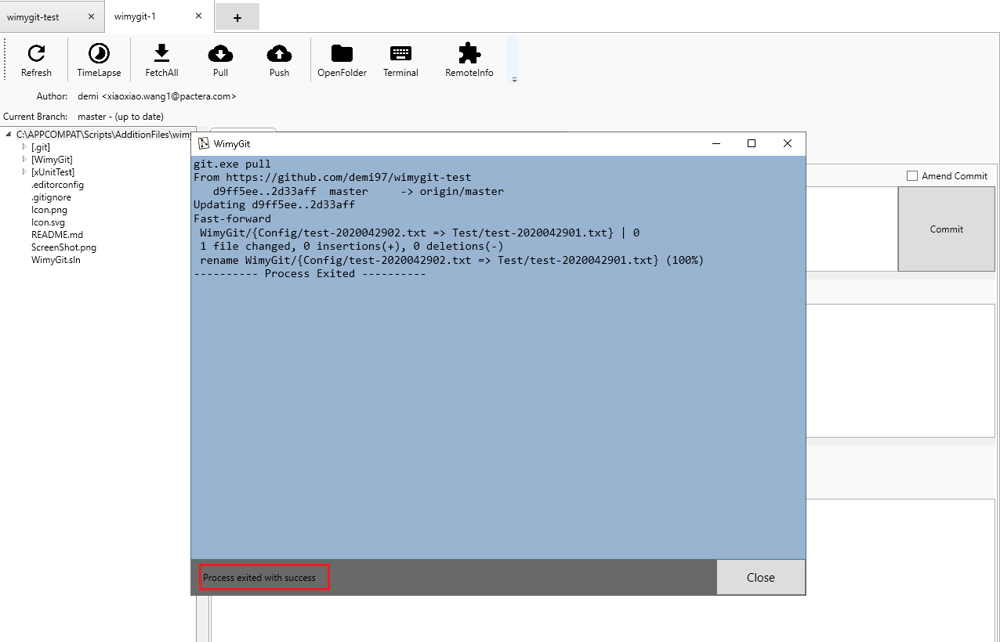 wimygit-test
wimygit-1
Refresh
TimeLapse
FetchAll
Pull
Push
OpenFolder
Terminal
RemoteInfo
Author: demi <xiaoxiao.wang1@pactera.com>
Current Branch: master - (up to date)
C:\APPCOMPAT\Scripts\AdditionFiles\wimy
[.git]
[WimyGit]
[xUnitTest]
.editorconfig
.gitignore
Icon.png
Icon.svg
README.md
ScreenShot.png
WimyGit.sln
WimyGit
git.exe pull
From https://github.com/demi97/wimygit-test
d9ff5ee..2d33aff  master     -> origin/master
Updating d9ff5ee..2d33aff
Fast-forward
WimyGit/{Config/test-2020042902.txt => Test/test-2020042901.txt} | 0
1 file changed, 0 insertions(+), 0 deletions(-)
rename WimyGit/{Config/test-2020042902.txt => Test/test-2020042901.txt} (100%)
---------- Process Exited ----------
Process exited with success
Close
Amend Commit
Commit